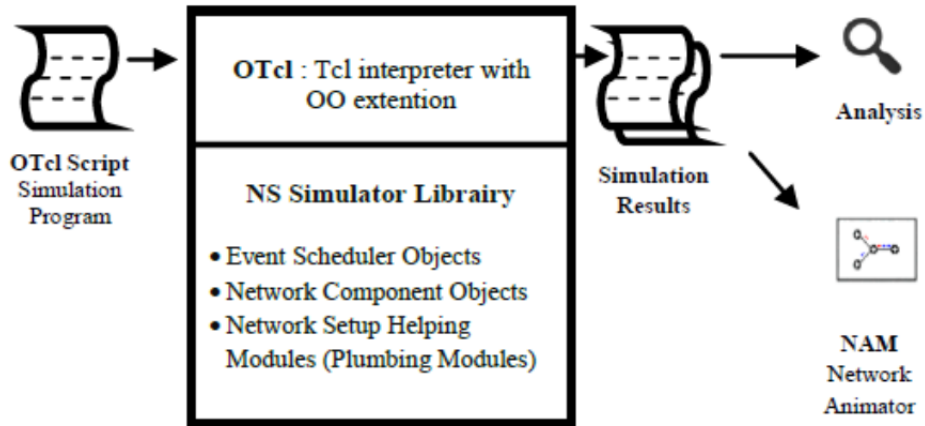 OTcl Script
Simulation
Program
OTcl : Tcl interpreter with
OO extention
NS Simulator Librairy
• Event Scheduler Objects
• Network Component Objects
• Network Setup Helping
Modules (Plumbing Modules)
Simulation
Results
Analysis
NAM
Network
Animator